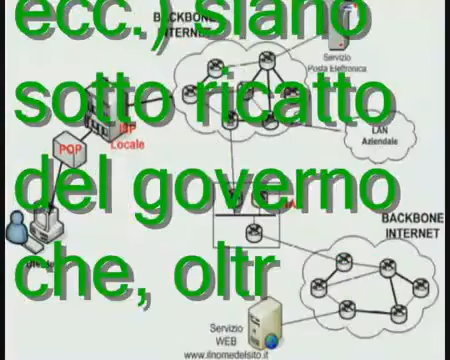 ecc.) siano
sotto ricatto
del governo
che, oltr
BACKBONE
INTERNET
Servizio
Posta Elettronica
ISP
Locale
POP
LAN
Aziendale
BACKBONE
INTERNET
Servizio
WEB
www.ilnomedelsito.it